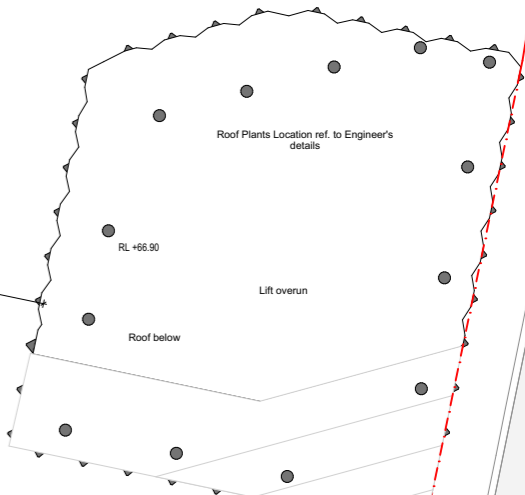 Roof Plants Location ref. to Engineer's
details
RL +66.90
Lift overun
Roof below